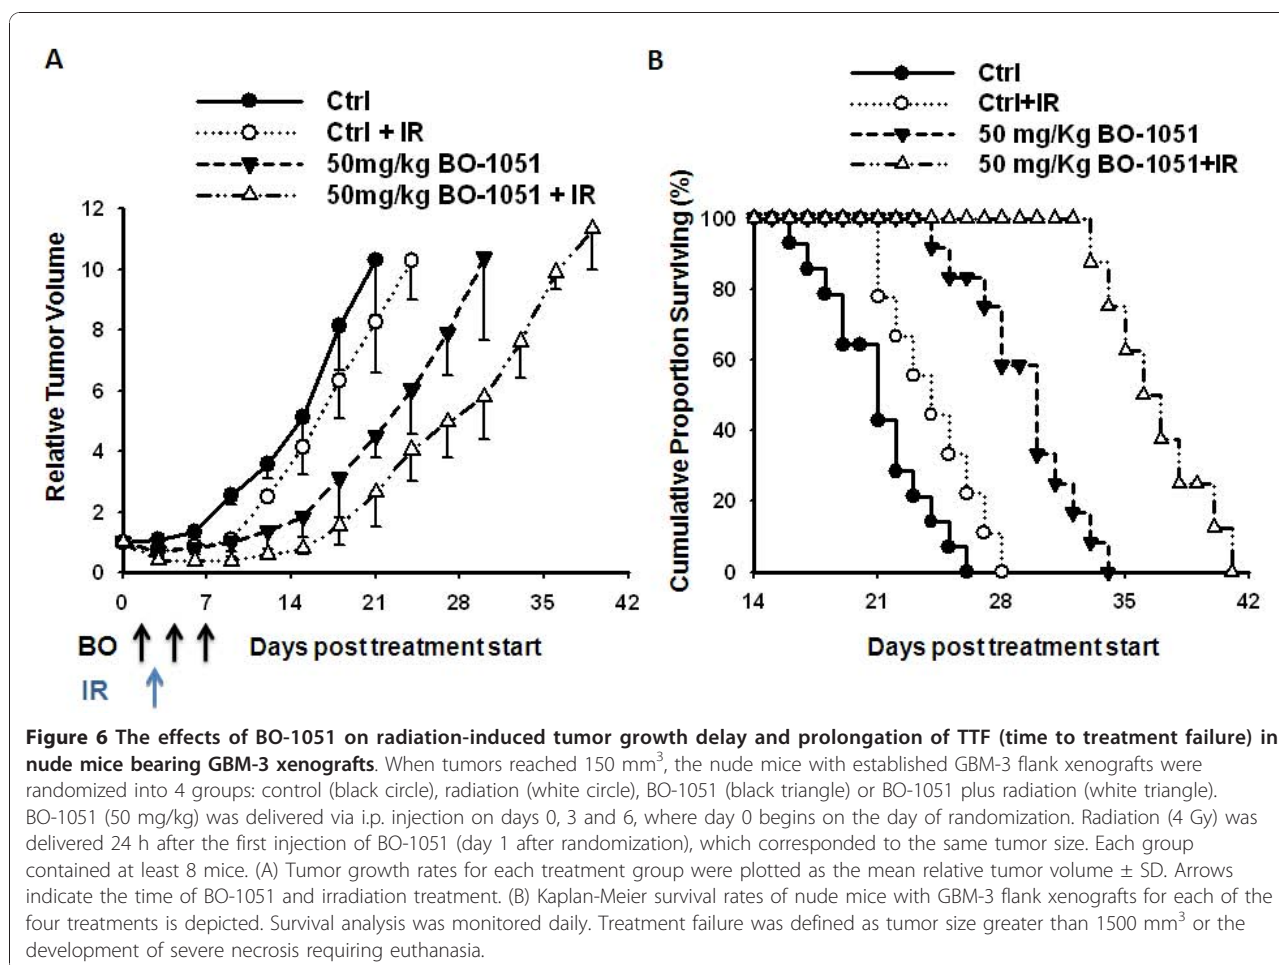 A
Ctrl
Ctrl + IR
50mg/kg BO-1051
50mg/kg BO-1051 + IR
Relative Tumor Volume
12
10
8
6
4
2
0
0 7 14 21 28 35 42
BO Days post treatment start
IR
B
Ctrl
Ctrl+IR
50 mg/Kg BO-1051
50 mg/Kg BO-1051+IR
Cumulative Proportion Surviving (%)
100
80
60
40
20
0
14 21 28 35 42
Days post treatment start
Figure 6 The effects of BO-1051 on radiation-induced tumor growth delay and prolongation of TTF (time to treatment failure) in
nude mice bearing GBM-3 xenografts. When tumors reached 150 mm³, the nude mice with established GBM-3 flank xenografts were
randomized into 4 groups: control (black circle), radiation (white circle), BO-1051 (black triangle) or BO-1051 plus radiation (white triangle).
BO-1051 (50 mg/kg) was delivered via i.p. injection on days 0, 3 and 6, where day 0 begins on the day of randomization. Radiation (4 Gy) was
delivered 24 h after the first injection of BO-1051 (day 1 after randomization), which corresponded to the same tumor size. Each group
contained at least 8 mice. (A) Tumor growth rates for each treatment group were plotted as the mean relative tumor volume ± SD. Arrows
indicate the time of BO-1051 and irradiation treatment. (B) Kaplan-Meier survival rates of nude mice with GBM-3 flank xenografts for each of the
four treatments is depicted. Survival analysis was monitored daily. Treatment failure was defined as tumor size greater than 1500 mm³ or the
development of severe necrosis requiring euthanasia.